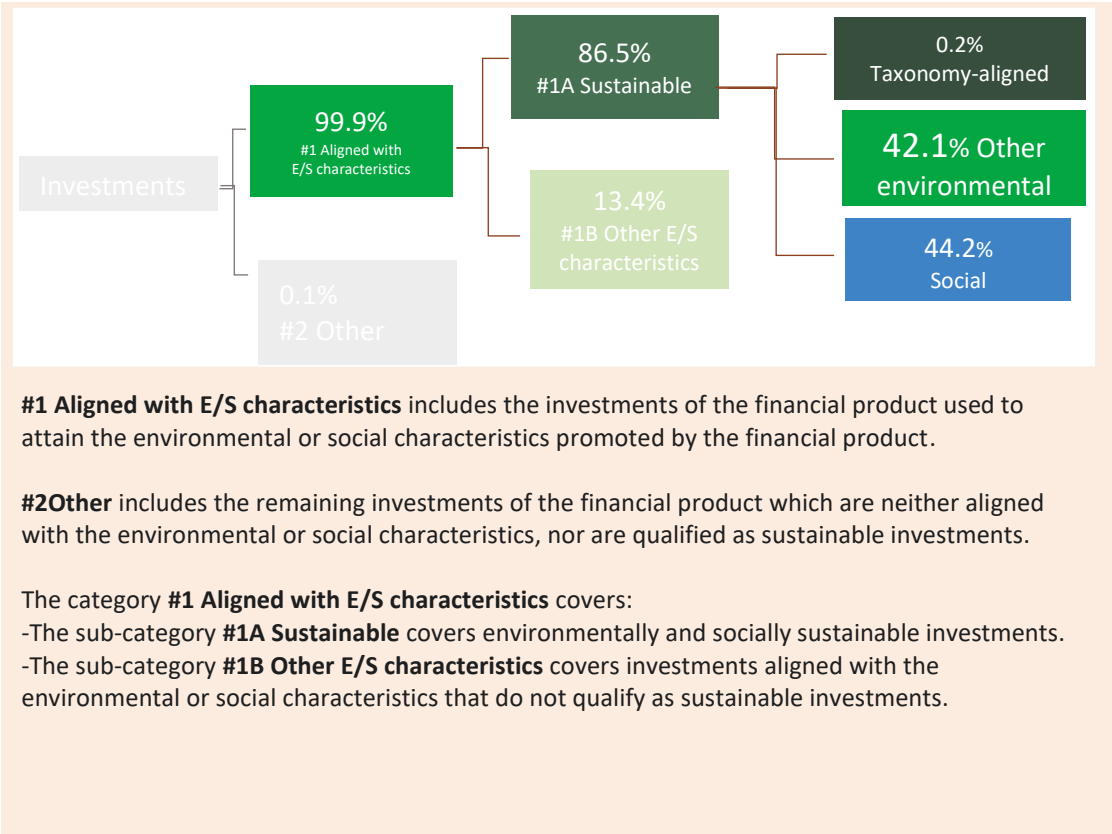 Investments
99.9%
#1 Aligned with
E/S characteristics
0.1%
#2 Other
86.5%
#1A Sustainable
13.4%
#1B Other E/S
characteristics
0.2%
Taxonomy-aligned
42.1% Other
environmental
44.2%
Social
#1 Aligned with E/S characteristics includes the investments of the financial product used to
attain the environmental or social characteristics promoted by the financial product.
#2Other includes the remaining investments of the financial product which are neither aligned
with the environmental or social characteristics, nor are qualified as sustainable investments.
The category #1 Aligned with E/S characteristics covers:
-The sub-category #1A Sustainable covers environmentally and socially sustainable investments.
-The sub-category #1B Other E/S characteristics covers investments aligned with the
environmental or social characteristics that do not qualify as sustainable investments.